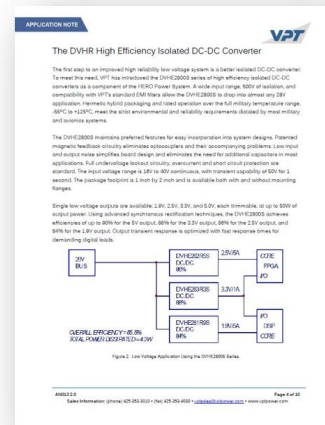 APPLICATION NOTE
VPT
The DVHR High Efficiency Isolated DC-DC Converter
The first step to an improved high reliability low voltage system is a better isolated DC-DC converter.
To meet this need, VPT has introduced the DVHE2800S series of high efficiency isolated DC-DC
converters as a component of the HERO Power System. A wide input range, 500V of isolation, and
compatibility with VPT's standard EMI filters allow the DVHE2800S to drop into almost any 28V
application. Hermetic hybrid packaging and rated operation over the full military temperature range,
-55°C to +125°C, meet the strict environmental and reliability requirements dictated by most military
and avionics systems.
The DVHE2800S maintains preferred features for easy incorporation into system designs. Patented
magnetic feedback circuitry eliminates optocouplers and their accompanying problems. Low input
and output noise simplifies board design and eliminates the need for additional capacitors in most
applications. Full undervoltage lockout circuitry, overcurrent and short circuit protection are
standard. The input voltage range is 16V to 40V continuous, with transient capability of 50V for 1
second. The package footprint is 1 inch by 2 inch and is available both with and without mounting
flanges.
Single low voltage outputs are available: 1.9V, 2.5V, 3.3V, and 5.0V, each trimmable, at up to 50W of
output power. Using advanced synchronous rectification techniques, the DVHE2800S achieves
efficiencies of up to 90% for the 5V output, 88% for the 3.3V output, 86% for the 2.5V output, and
84% for the 1.9V output. Output transient response is optimized with fast response times for
demanding digital loads.
28V
BUS
DVHE282R5S
DC/DC
86%
2.5V/5A
CORE
FPGA
I/O
DVHE283R3S
DC/DC
88%
3.3V/1A
DVHE281R9S
DC/DC
84%
1.9V/5A
I/O
DSP
CORE
OVERALL EFFICIENCY = 85.5%
TOTAL POWER DISSIPATED =
Figure 2. Low Voltage Application Using the DVHE2800S Series.
AN013 2.0
Page 4 of 10
Sales Information: (phone) 425-353-3010 • (fax) 425-353-4030 • vptsales@vptpower.com • www.vptpower.com